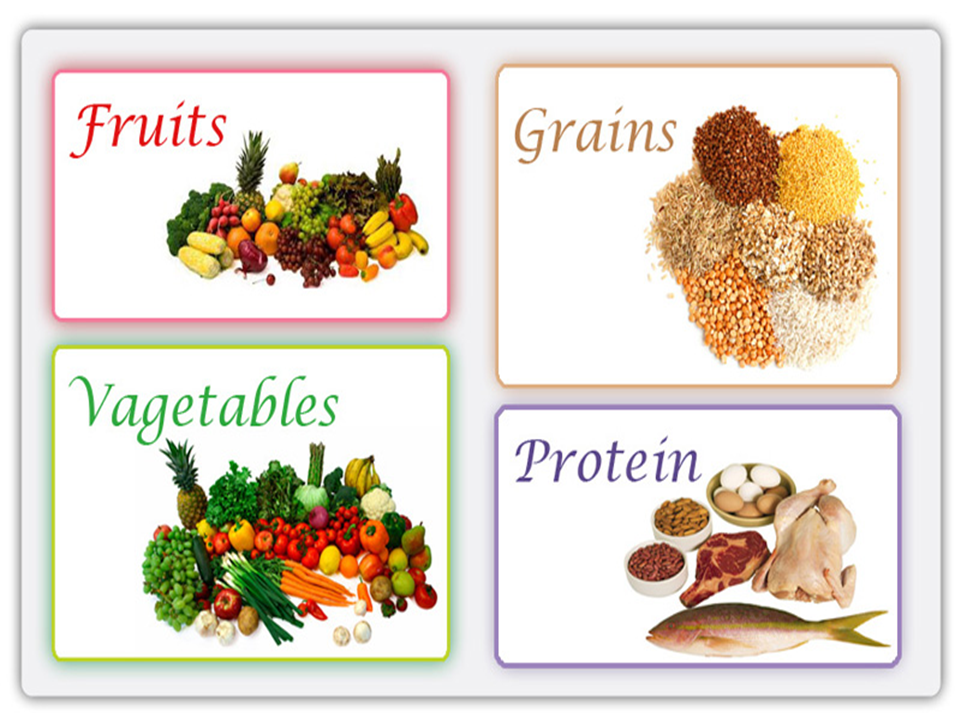 Fruits
Grains
Vagetables
Protein